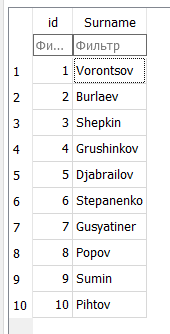 id Surname
Фи... Фильтр
1 1 Vorontsov
2 2 Burlaev
3 3 Shepkin
4 4 Grushinkov
5 5 Djabrailov
6 6 Stepanenko
7 7 Gusyatiner
8 8 Popov
9 9 Sumin
10 10 Pihtov